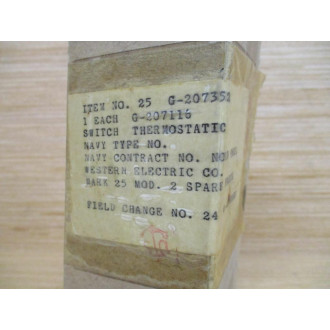 ITEM NO. 25 G-207351
1 EACH G-207116
SWITCH THERMOSTATIC
NAVY TYPE NO.
NAVY CONTRACT NO.
WESTERN ELECTRIC CO.
MARK 25 MOD. 2 SPARE
FIELD CHANGE NO. 24